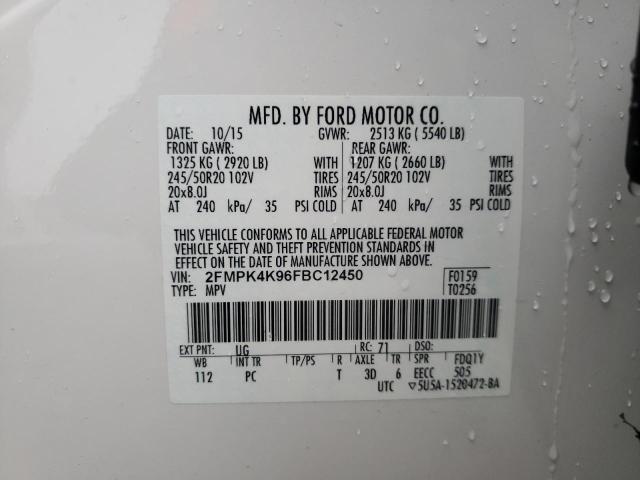 MFD. BY FORD MOTOR CO.
DATE: 10/15 GVWR: 2513 KG ( 5540 LB)
FRONT GAWR: REAR GAWR:
1325 KG ( 2920 LB) WITH 1207 KG ( 2660 LB) WITH
245/50R20 102V TIRES 245/50R20 102V TIRES
20x8.0J RIMS 20x8.0J RIMS
AT 240 kPa/ 35 PSI COLD AT 240 kPa/ 35 PSI COLD
THIS VEHICLE CONFORMS TO ALL APPLICABLE FEDERAL MOTOR
VEHICLE SAFETY AND THEFT PREVENTION STANDARDS IN
EFFECT ON THE DATE OF MANUFACTURE SHOWN ABOVE.
VIN: 2FMPK4K96FBC12450 F0159
TYPE: MPV T0256
EXT PNT: UG RC: 71 DSO:
WB INT TR TP/PS R AXLE TR SPR FDQ1Y
112 PC T 3D 6 EECC 505
UTC ▽5U5A-1520472-BA